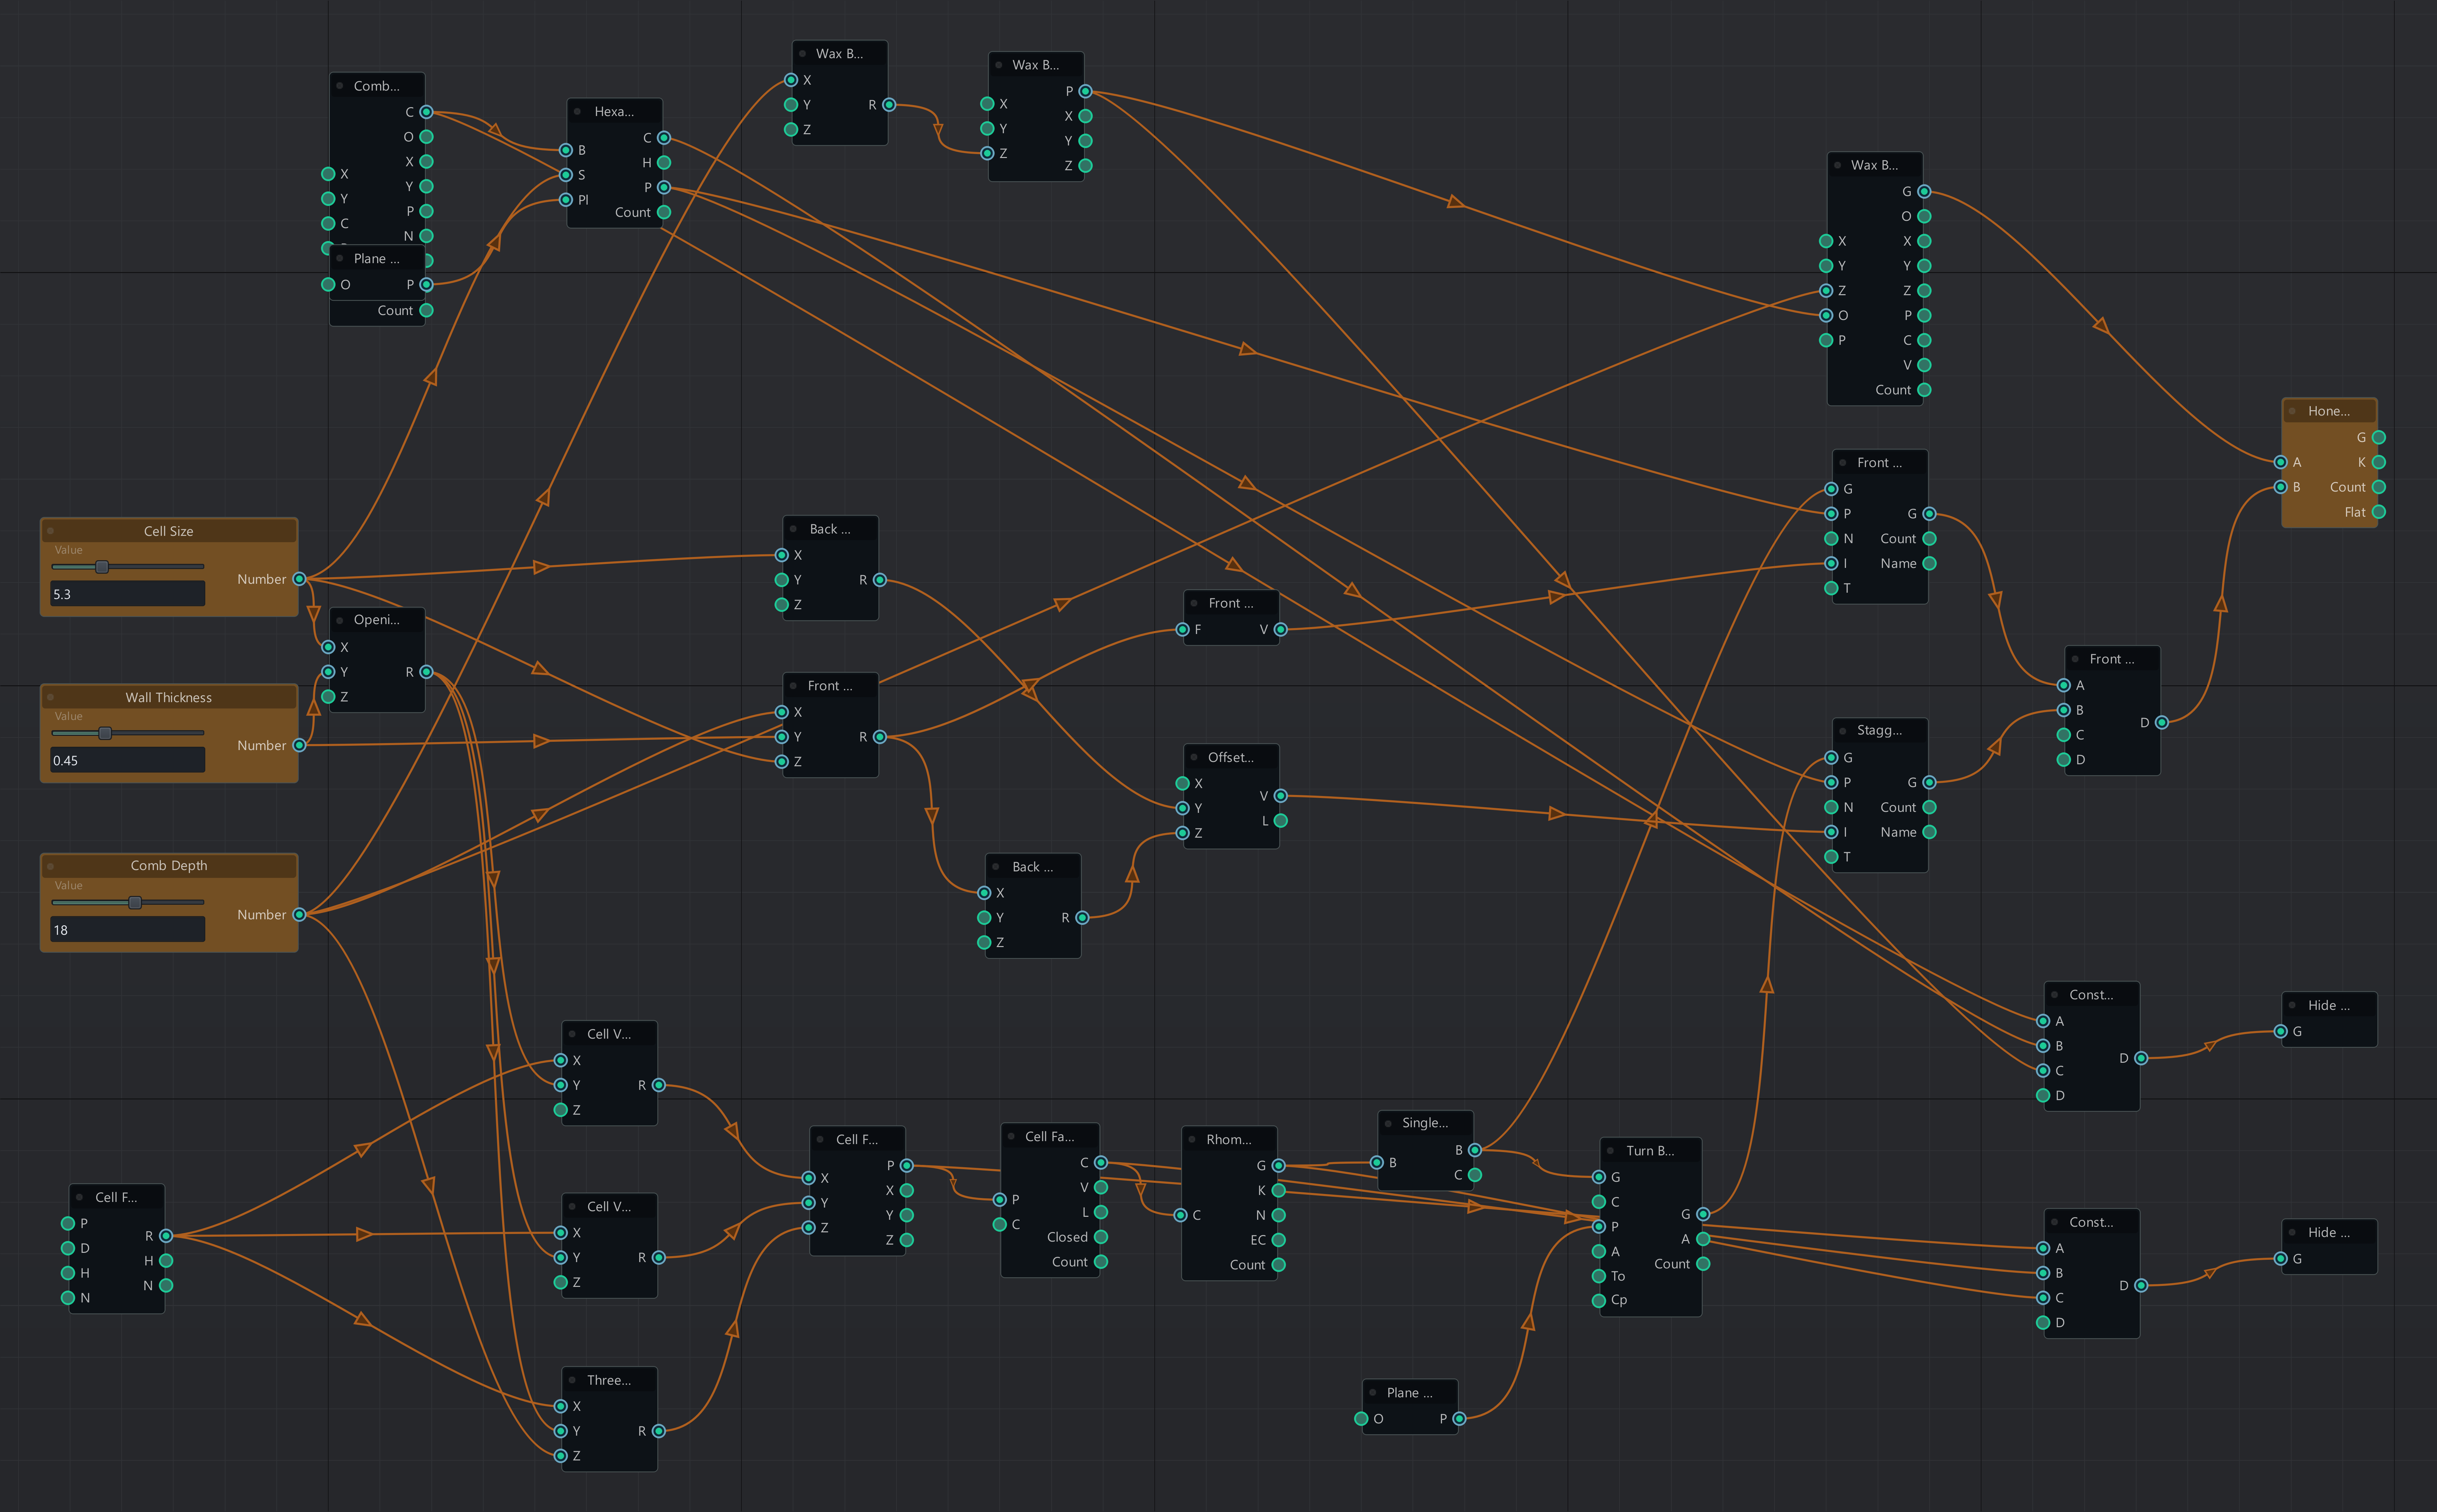 Comb...
C
O
X
X
Y
Y
P
C
N
Plane ...
O
P
Count
Hexa...
C
B
H
S
P
Pl
Count
Wax B...
X
Y
R
Z
Wax B...
P
X
X
Y
Y
Z
Z
Wax B...
G
O
X
X
Y
Y
Z
Z
O
P
P
C
V
Count
Hone...
G
A
K
B
Count
Flat
Cell Size
Value
5.3
Number
Openi...
X
Y
R
Z
Wall Thickness
Value
0.45
Number
Comb Depth
Value
18
Number
Back ...
X
Y
R
Z
Front ...
X
Y
R
Z
Back ...
X
Y
R
Z
Front ...
F
V
Offset...
X
V
Y
L
Z
Front ...
G
P
G
N
Count
I
Name
T
Stagg...
G
P
G
N
Count
I
Name
T
Front ...
A
B
D
C
D
Const...
A
B
D
C
D
Hide ...
G
Cell V...
X
Y
R
Z
Cell F...
P
R
D
H
H
N
N
Cell V...
X
Y
R
Z
Three...
X
Y
R
Z
Cell F...
P
X
X
Y
Y
Z
Z
Cell Fa...
C
V
P
L
C
Closed
Count
Rhom...
G
K
C
N
EC
Count
Single...
B
B
C
Turn B...
G
C
G
P
A
A
Count
To
Cp
Plane ...
O
P
Const...
A
B
D
C
D
Hide ...
G